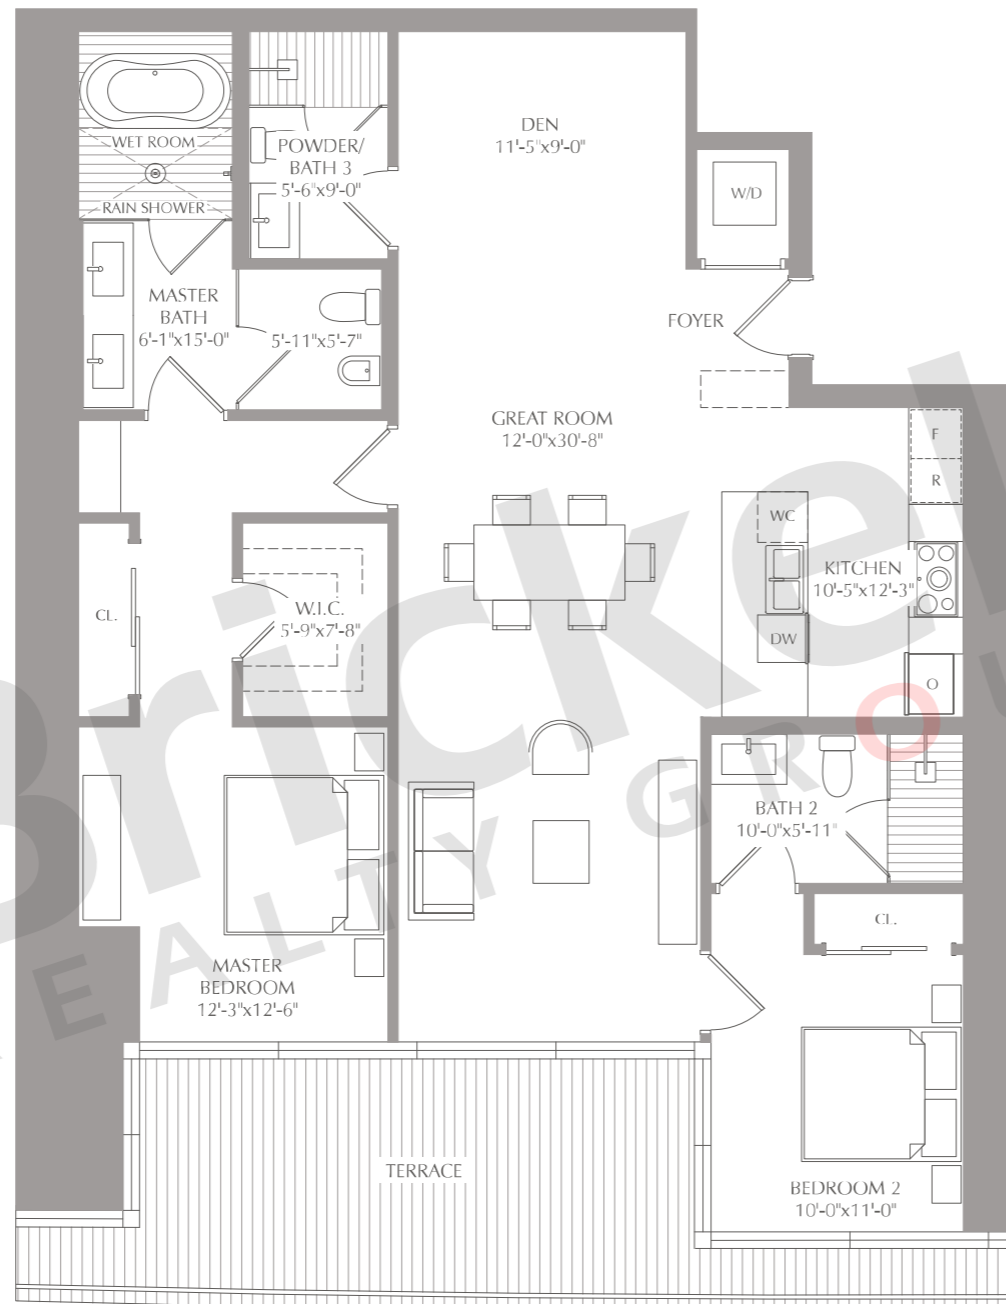 WET ROOM
RAIN SHOWER
POWDER/
BATH 3
5'-6"x9'-0"
DEN
11'-5"x9'-0"
W/D
MASTER
BATH
6'-1"x15'-0"
5'-11"x5'-7"
FOYER
GREAT ROOM
12'-0"x30'-8"
F
R
WC
KITCHEN
10'-5"x12'-3"
DW
O
CL.
W.I.C.
5'-9"x7'-8"
BATH 2
10'-0"x5'-11"
CL.
MASTER
BEDROOM
12'-3"x12'-6"
BEDROOM 2
10'-0"x11'-0"
TERRACE
Brickel
REALTY GROU